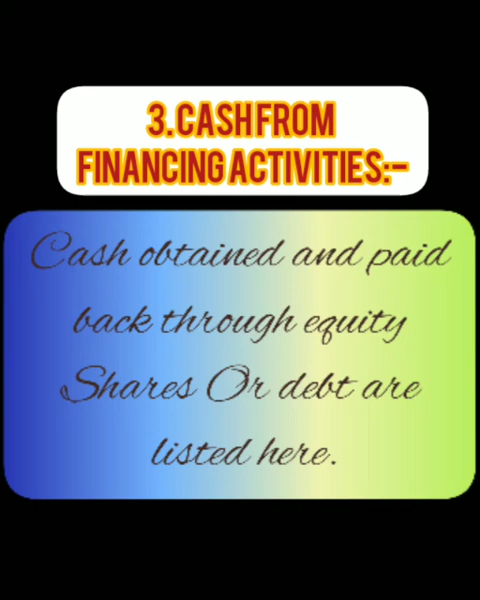 3. CASH FROM
FINANCING ACTIVITIES:-
Cash obtained and paid
back through equity
Shares Or debt are
listed here.